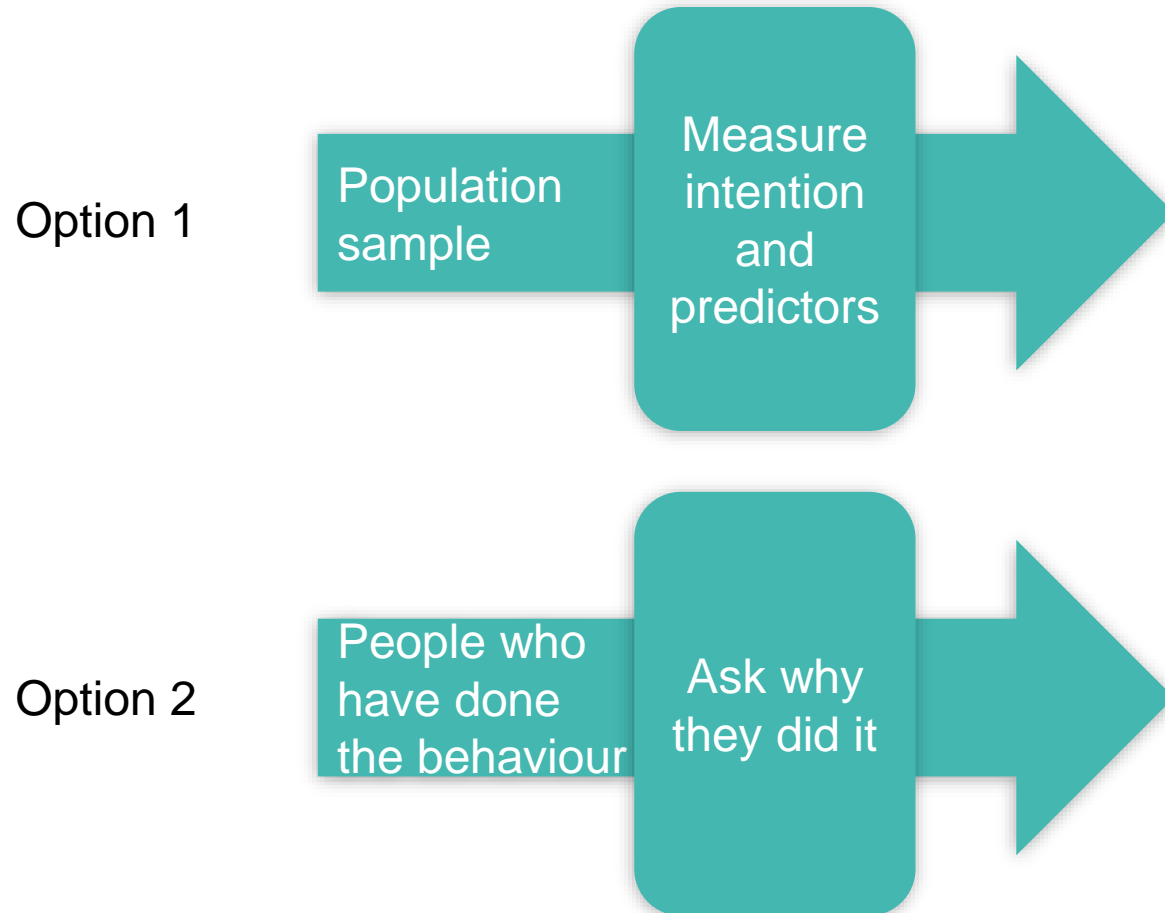 Option 1
Population
sample
Measure
intention
and
predictors
Option 2
People who
have done
the behaviour
Ask why
they did it